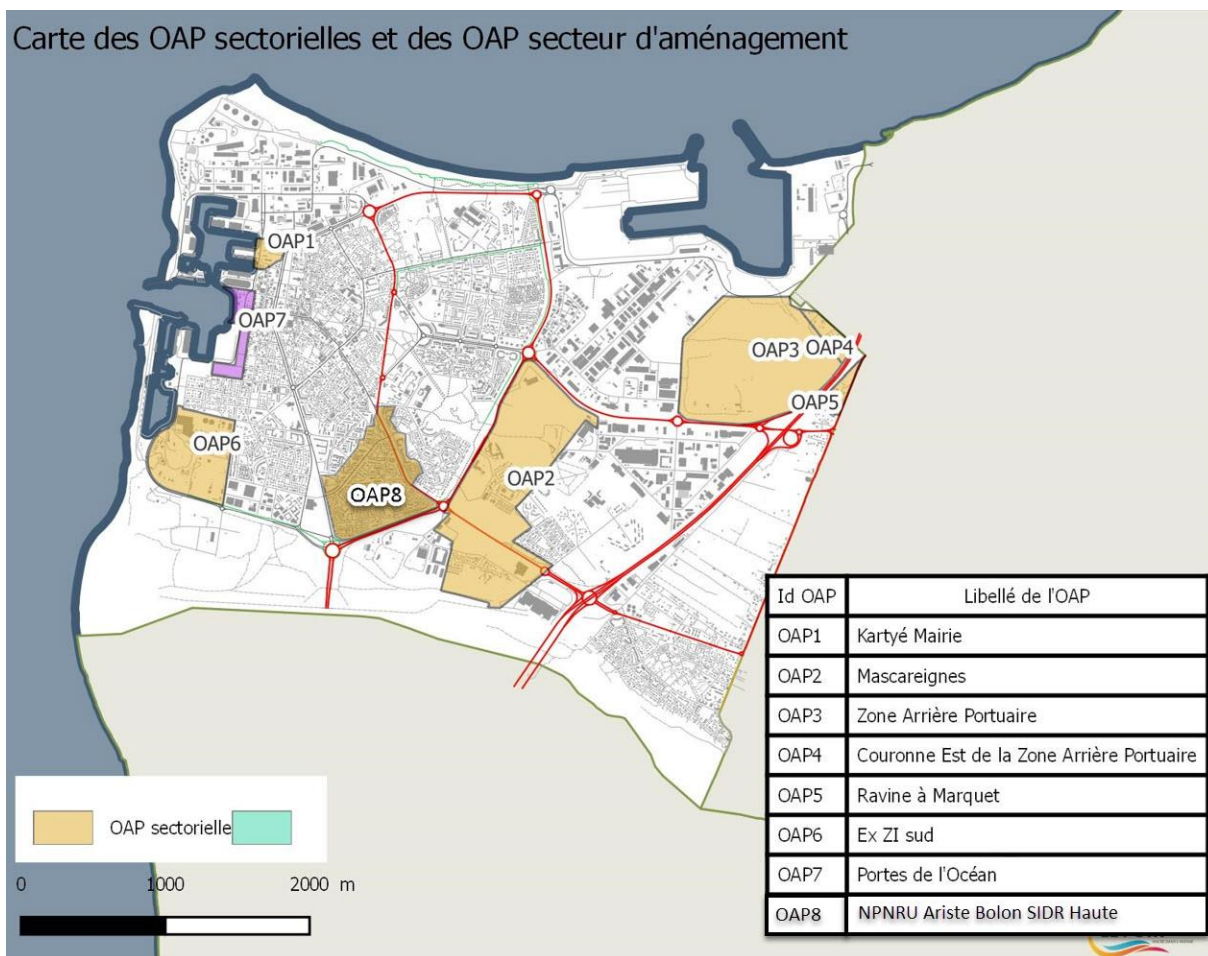 Carte des OAP sectorielles et des OAP secteur d'aménagement
OAP1
OAP7
OAP3
OAP4
OAP5
OAP6
OAP8
OAP2
Id OAP Libellé de l'OAP
OAP1 Kartyé Mairie
OAP2 Mascareignes
OAP3 Zone Arrière Portuaire
OAP4 Couronne Est de la Zone Arrière Portuaire
OAP5 Ravine à Marquet
OAP6 Ex ZI sud
OAP7 Portes de l'Océan
OAP8 NPNRU Ariste Bolon SIDR Haute
OAP sectorielle
0 1000 2000 m